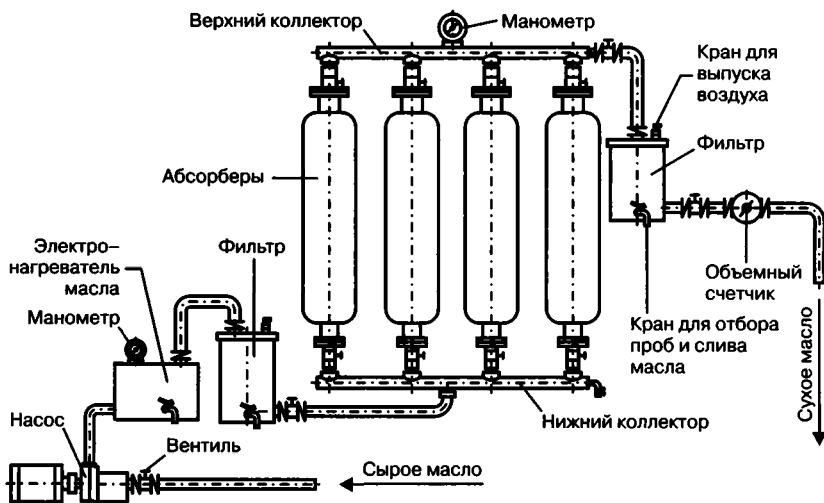 Верхний коллектор
Манометр
Кран для
выпуска
воздуха
Фильтр
Абсорберы
Электро–
нагреватель
масла
Фильтр
Манометр
Объемный
счетчик
Кран для отбора
проб и слива
масла
Сухое масло
Нижний коллектор
Насос
Вентиль
Сырое масло